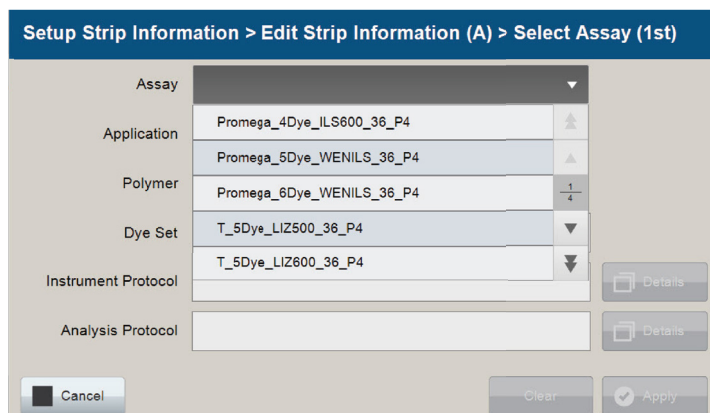 Setup Strip Information > Edit Strip Information (A) > Select Assay (1st)
Assay
Promega_4Dye_ILS600_36_P4
Application
Promega_5Dye_WENILS_36_P4
Polymer
Promega_6Dye_WENILS_36_P4
1
4
Dye Set
T_5Dye_LIZ500_36_P4
T_5Dye_LIZ600_36_P4
Instrument Protocol
Details
Analysis Protocol
Details
Cancel
Clear
Apply